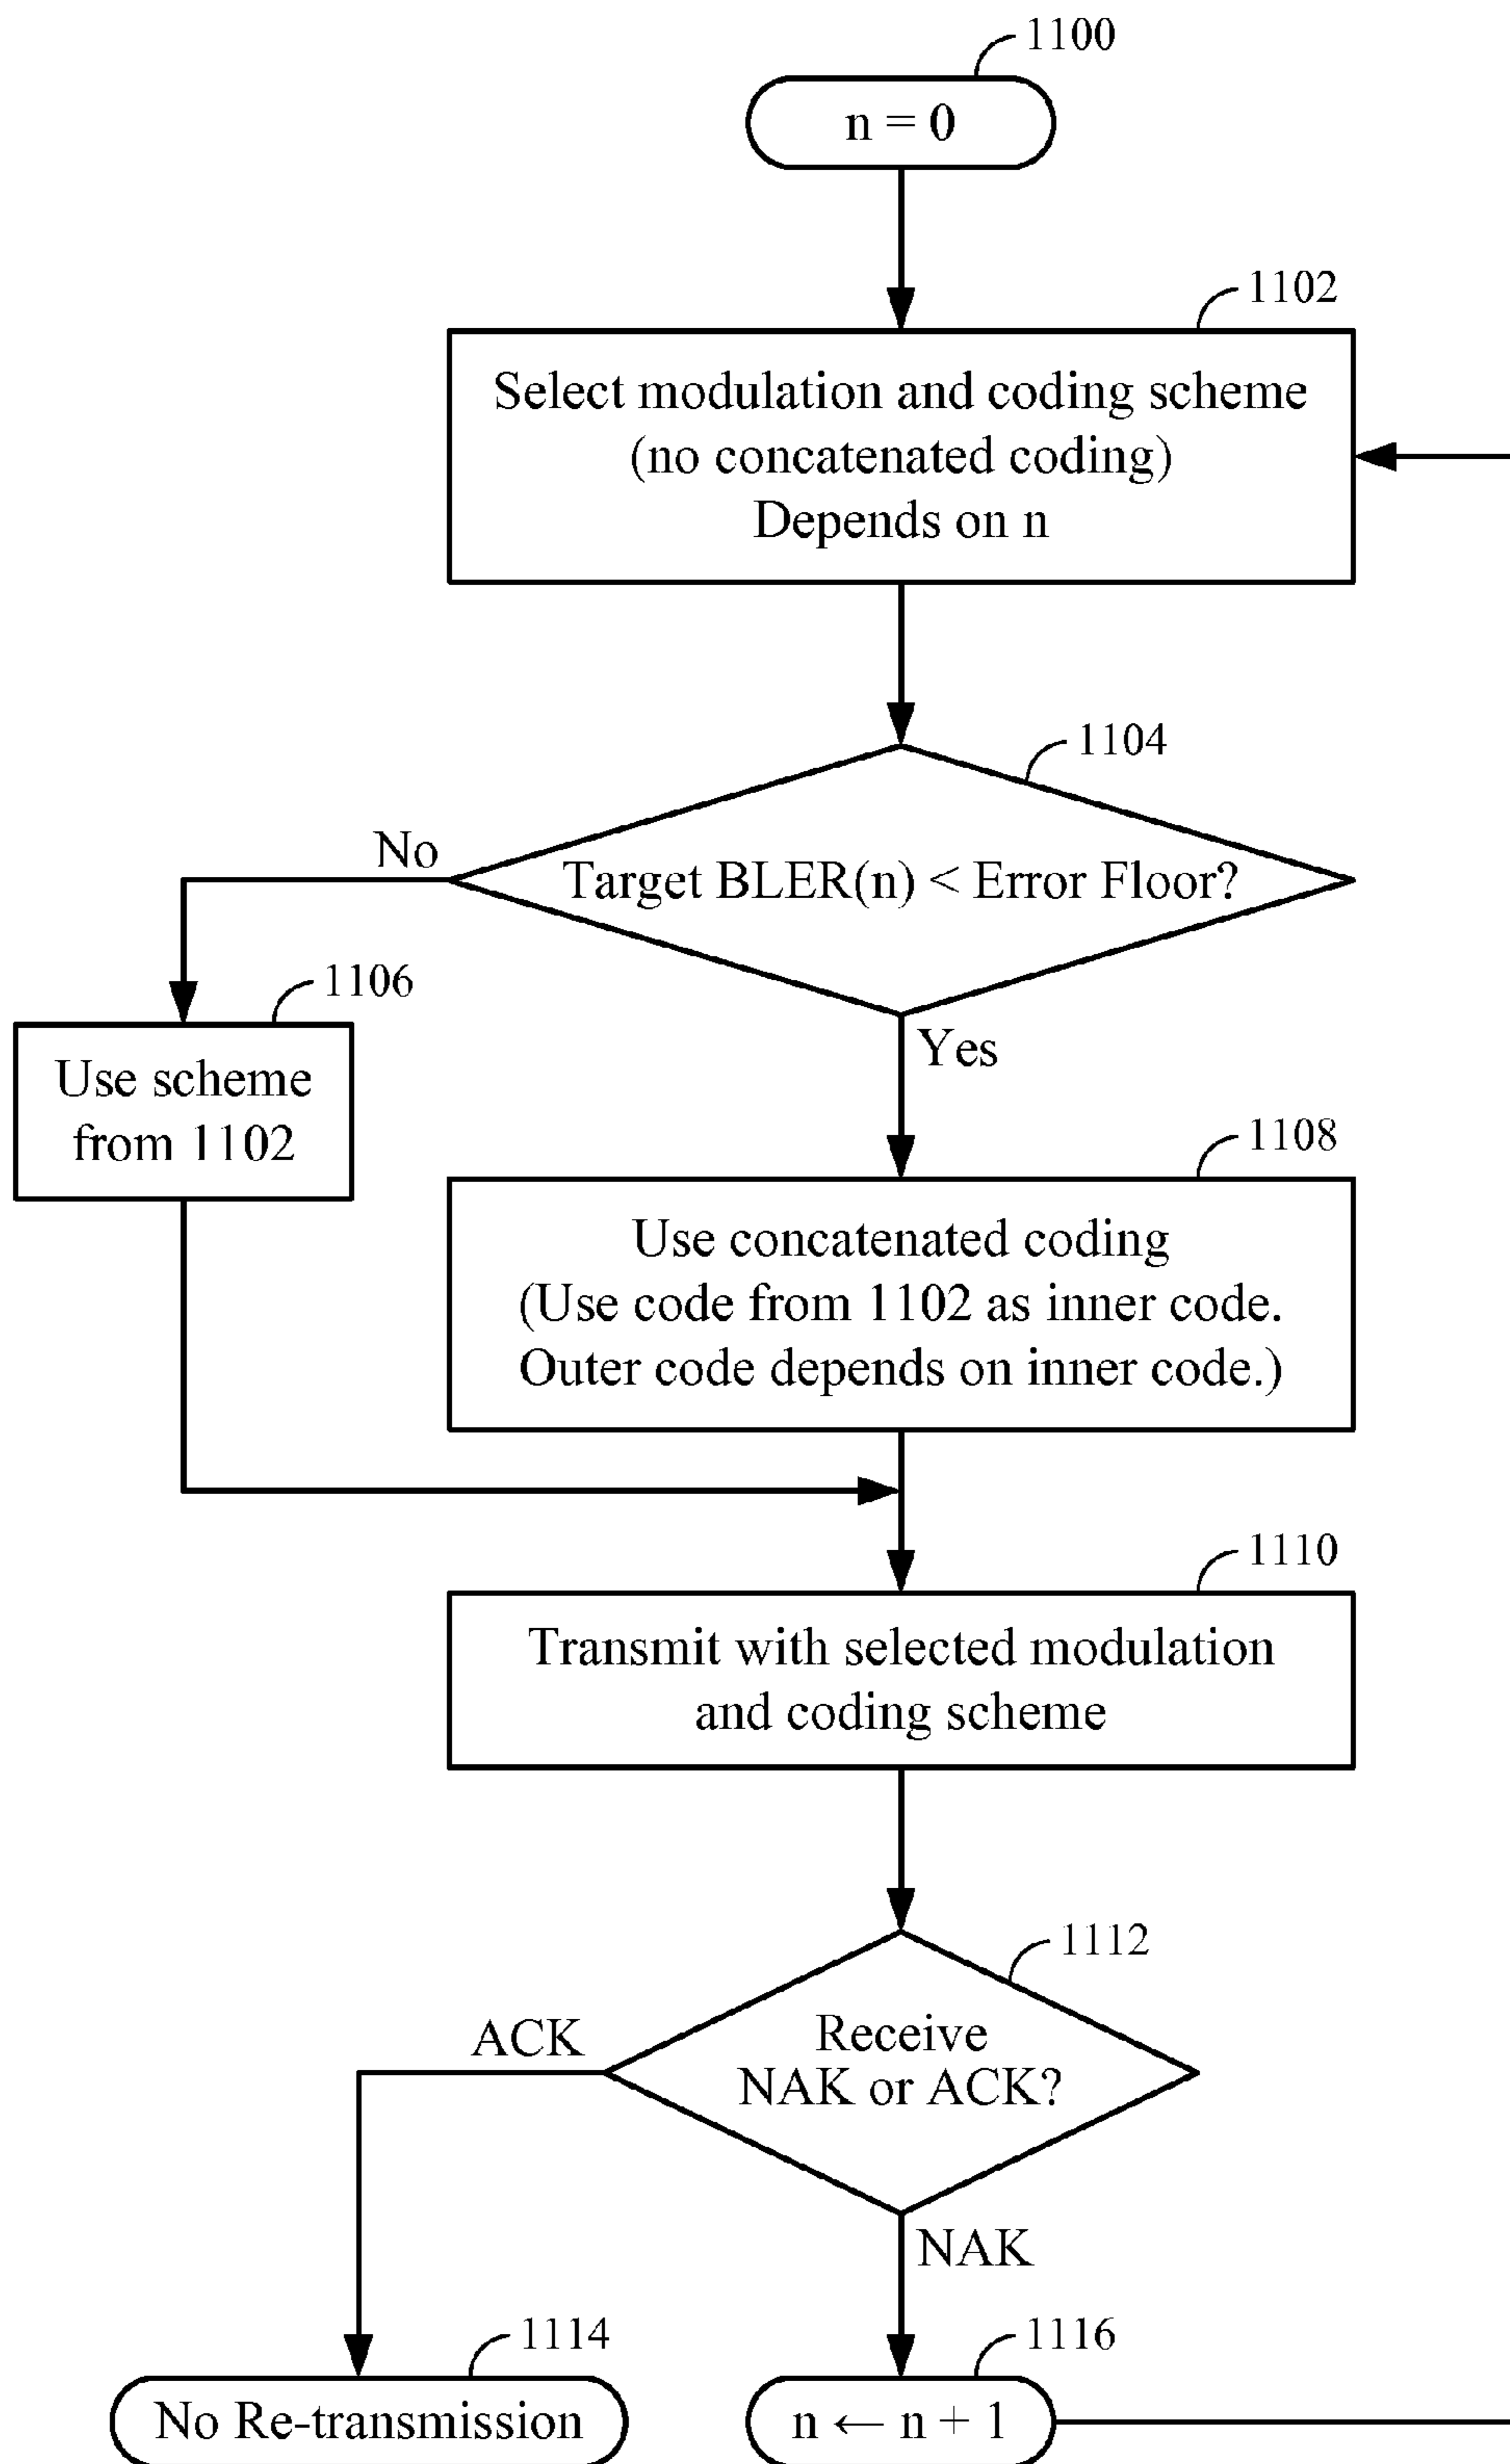 1100
n = 0
1102
Select modulation and coding scheme
(no concatenated coding)
Depends on n
1104
No
Target BLER(n) < Error Floor?
Yes
1106
Use scheme
from 1102
1108
Use concatenated coding
(Use code from 1102 as inner code.
Outer code depends on inner code.)
1110
Transmit with selected modulation
and coding scheme
1112
ACK
Receive
NAK or ACK?
NAK
1114
No Re-transmission
1116
n ← n + 1